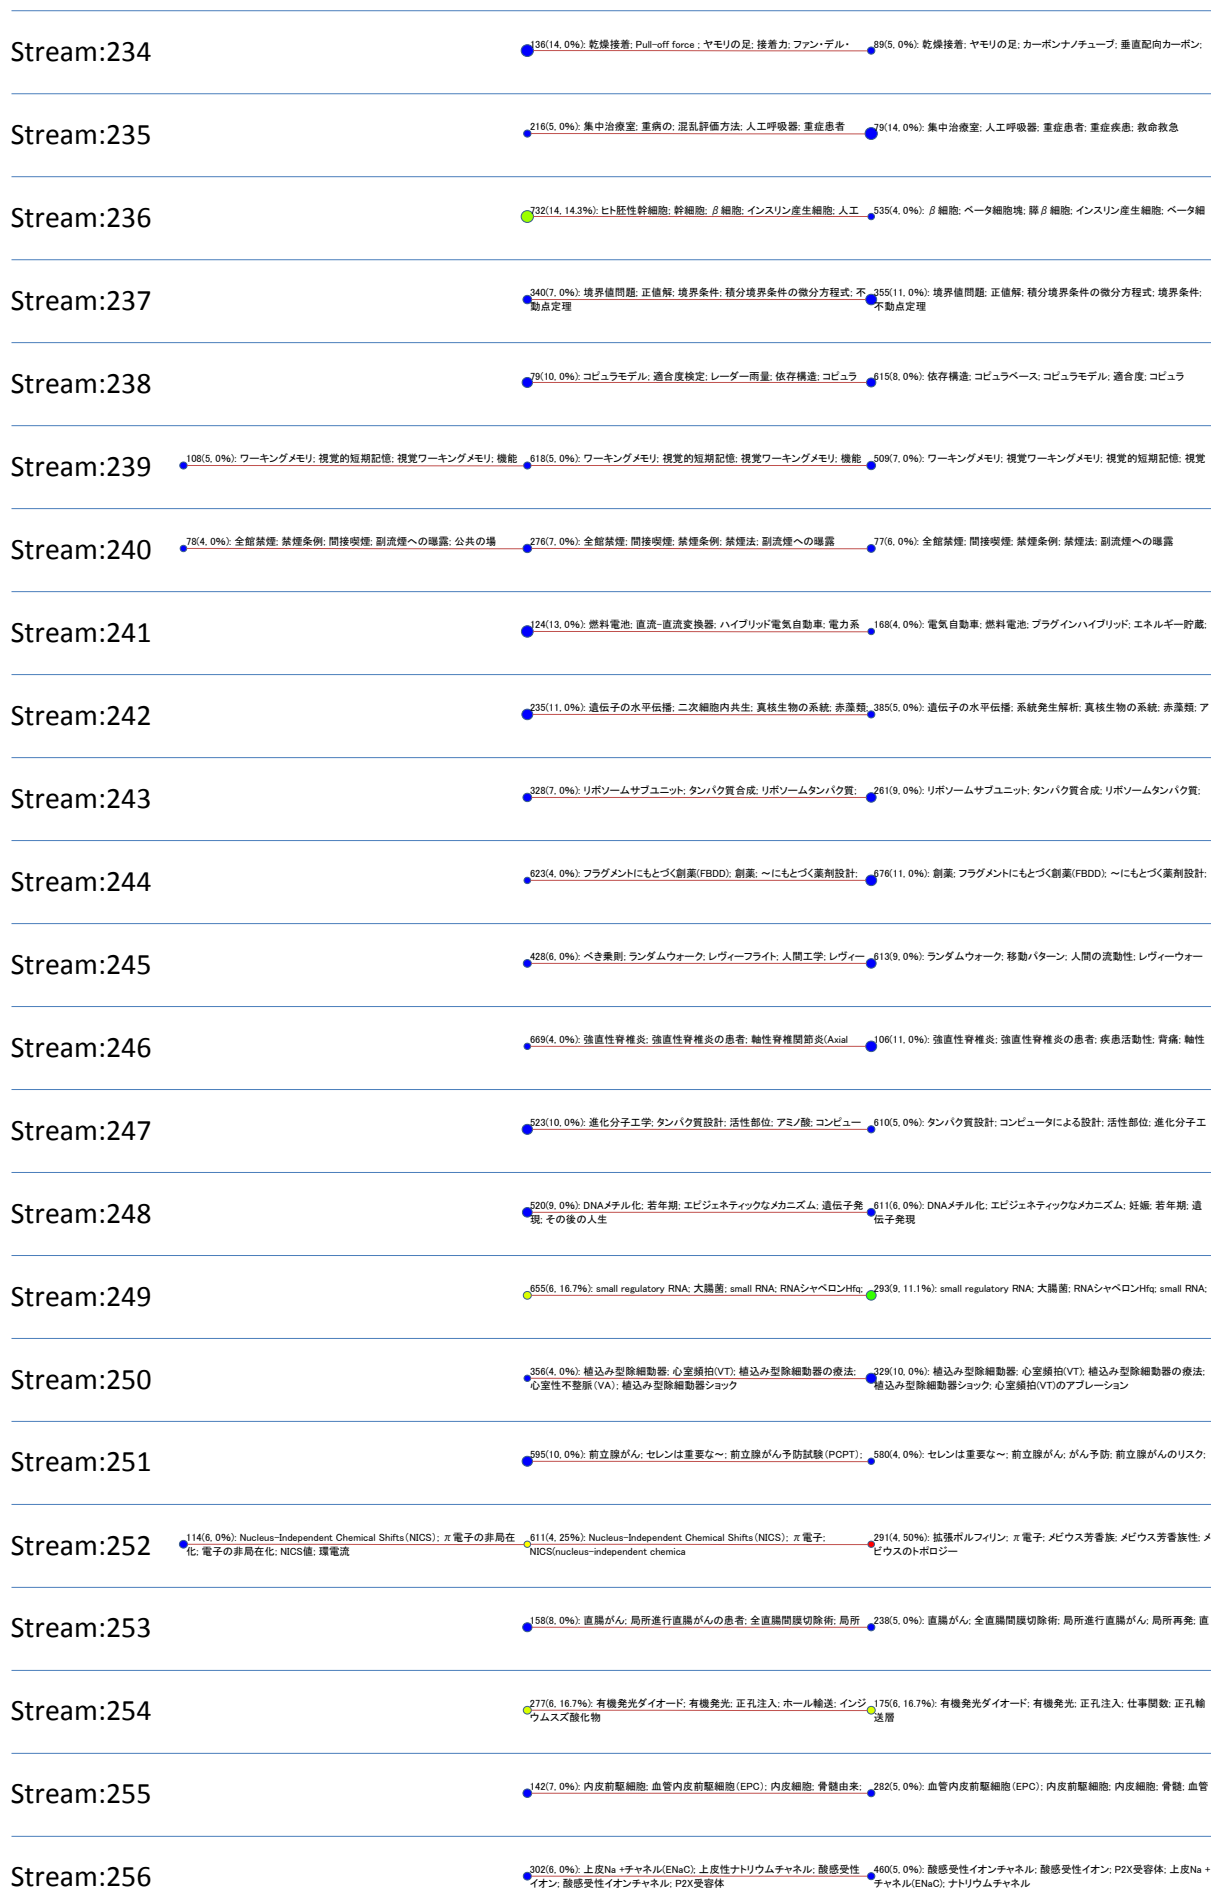 Stream:234
136(14, 0%): 乾燥接着; Pull-off force ; ヤモリの足; 接着力; ファン・デル・
89(5, 0%): 乾燥接着; ヤモリの足; カーボンナノチューブ; 垂直配向カーボン;
Stream:235
216(5, 0%): 集中治療室; 重病の; 混乱評価方法; 人工呼吸器; 重症患者
79(14, 0%): 集中治療室; 人工呼吸器; 重症患者; 重症疾患; 救命救急
Stream:236
732(14, 14.3%): ヒト胚性幹細胞; 幹細胞; β細胞; インスリン産生細胞; 人工
535(4, 0%): β細胞; ベータ細胞塊; 膵β細胞; インスリン産生細胞; ベータ細
Stream:237
340(7, 0%): 境界値問題; 正値解; 境界条件; 積分境界条件の微分方程式; 不
動点定理
355(11, 0%): 境界値問題; 正値解; 積分境界条件の微分方程式; 境界条件;
不動点定理
Stream:238
79(10, 0%): コピュラモデル; 適合度検定; レーダー雨量; 依存構造; コピュラ
615(8, 0%): 依存構造; コピュラベース; コピュラモデル; 適合度; コピュラ
Stream:239
108(5, 0%): ワーキングメモリ; 視覚的短期記憶; 視覚ワーキングメモリ; 機能
618(5, 0%): ワーキングメモリ; 視覚的短期記憶; 視覚ワーキングメモリ; 機能
509(7, 0%): ワーキングメモリ; 視覚ワーキングメモリ; 視覚的短期記憶; 視覚
Stream:240
78(4, 0%): 全館禁煙; 禁煙条例; 間接喫煙; 副流煙への曝露; 公共の場
276(7, 0%): 全館禁煙; 間接喫煙; 禁煙条例; 禁煙法; 副流煙への曝露
77(6, 0%): 全館禁煙; 間接喫煙; 禁煙条例; 禁煙法; 副流煙への曝露
Stream:241
124(13, 0%): 燃料電池; 直流-直流変換器; ハイブリッド電気自動車; 電力系
168(4, 0%): 電気自動車; 燃料電池; プラグインハイブリッド; エネルギー貯蔵;
Stream:242
235(11, 0%): 遺伝子の水平伝播; 二次細胞内共生; 真核生物の系統; 赤藻類;
385(5, 0%): 遺伝子の水平伝播; 系統発生解析; 真核生物の系統; 赤藻類; ア
Stream:243
328(7, 0%): リボソームサブユニット; タンパク質合成; リボソームタンパク質;
261(9, 0%): リボソームサブユニット; タンパク質合成; リボソームタンパク質;
Stream:244
623(4, 0%): フラグメントにもとづく創薬(FBDD); 創薬; ～にもとづく薬剤設計;
676(11, 0%): 創薬; フラグメントにもとづく創薬(FBDD); ～にもとづく薬剤設計;
Stream:245
428(6, 0%): べき乗則; ランダムウォーク; レヴィーフライト; 人間工学; レヴィー
613(9, 0%): ランダムウォーク; 移動パターン; 人間の流動性; レヴィーウォー
Stream:246
669(4, 0%): 強直性脊椎炎; 強直性脊椎炎の患者; 軸性脊椎関節炎(Axial
106(11, 0%): 強直性脊椎炎; 強直性脊椎炎の患者; 疾患活動性; 背痛; 軸性
Stream:247
523(10, 0%): 進化分子工学; タンパク質設計; 活性部位; アミノ酸; コンピュー
610(5, 0%): タンパク質設計; コンピュータによる設計; 活性部位; 進化分子工
Stream:248
520(9, 0%): DNAメチル化; 若年期; エピジェネティックなメカニズム; 遺伝子発
現; その後の人生
611(6, 0%): DNAメチル化; エピジェネティックなメカニズム; 妊娠; 若年期; 遺
伝子発現
Stream:249
655(6, 16.7%): small regulatory RNA; 大腸菌; small RNA; RNAシャペロンHfq;
293(9, 11.1%): small regulatory RNA; 大腸菌; RNAシャペロンHfq; small RNA;
Stream:250
356(4, 0%): 植込み型除細動器; 心室頻拍(VT); 植込み型除細動器の療法;
心室性不整脈(VA); 植込み型除細動器ショック
329(10, 0%): 植込み型除細動器; 心室頻拍(VT); 植込み型除細動器の療法;
植込み型除細動器ショック; 心室頻拍(VT)のアブレーション
Stream:251
595(10, 0%): 前立腺がん; セレンは重要な～; 前立腺がん予防試験(PCPT);
580(4, 0%): セレンは重要な～; 前立腺がん; がん予防; 前立腺がんのリスク;
Stream:252
114(6, 0%): Nucleus-Independent Chemical Shifts(NICS); π電子の非局在
化; 電子の非局在化; NICS値; 環電流
611(4, 25%): Nucleus-Independent Chemical Shifts(NICS); π電子;
NICS(nucleus-independent chemica
291(4, 50%): 拡張ポルフィリン; π電子; メビウス芳香族; メビウス芳香族性; メ
ビウスのトポロジー
Stream:253
158(8, 0%): 直腸がん; 局所進行直腸がんの患者; 全直腸間膜切除術; 局所
238(5, 0%): 直腸がん; 全直腸間膜切除術; 局所進行直腸がん; 局所再発; 直
Stream:254
277(6, 16.7%): 有機発光ダイオード; 有機発光; 正孔注入; ホール輸送; インジ
ウムスズ酸化物
175(6, 16.7%): 有機発光ダイオード; 有機発光; 正孔注入; 仕事関数; 正孔輸
送層
Stream:255
142(7, 0%): 内皮前駆細胞; 血管内皮前駆細胞(EPC); 内皮細胞; 骨髄由来;
282(5, 0%): 血管内皮前駆細胞(EPC); 内皮前駆細胞; 内皮細胞; 骨髄; 血管
Stream:256
302(6, 0%): 上皮Na +チャネル(ENaC); 上皮性ナトリウムチャネル; 酸感受性
イオン; 酸感受性イオンチャネル; P2X受容体
460(5, 0%): 酸感受性イオンチャネル; 酸感受性イオン; P2X受容体; 上皮Na +
チャネル(ENaC); ナトリウムチャネル